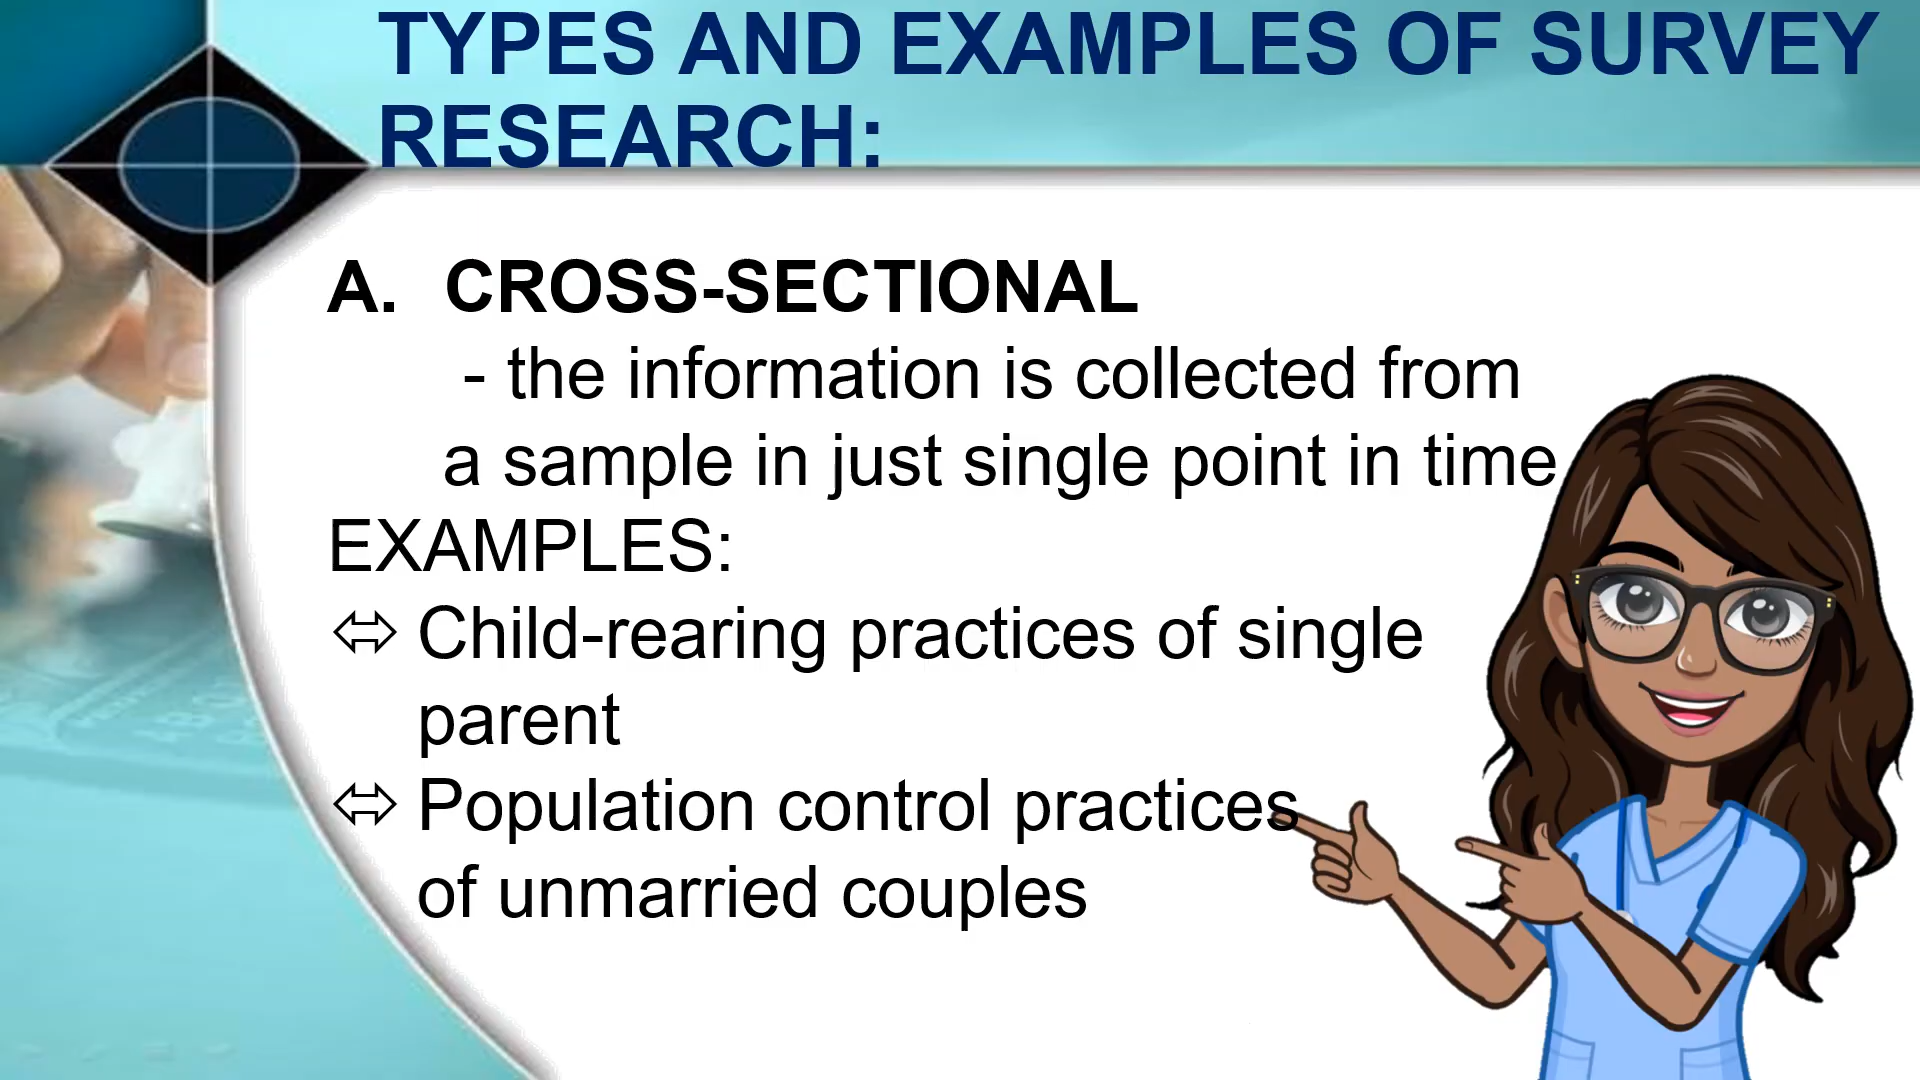 TYPES AND EXAMPLES OF SURVEY
RESEARCH:
A. CROSS-SECTIONAL
- the information is collected from
a sample in just single point in time
EXAMPLES:
⬄ Child-rearing practices of single
parent
⬄ Population control practices
of unmarried couples